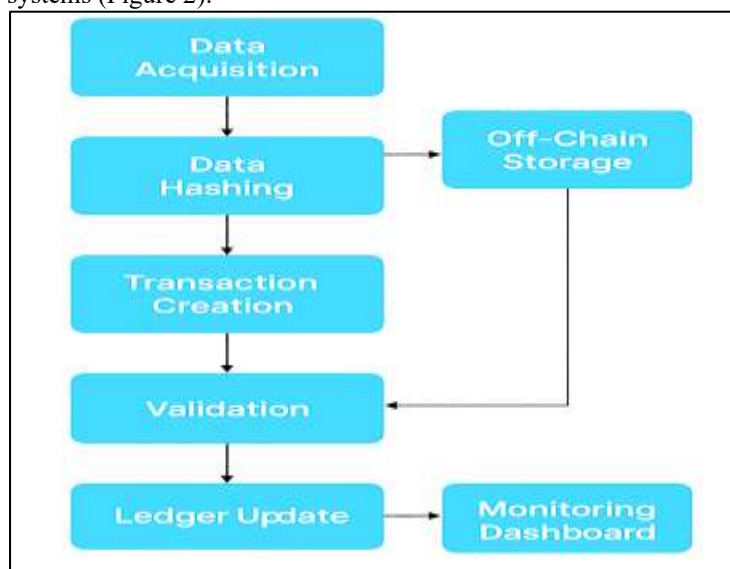 systems (Figure 2).
Data
Acquisition
Data
Hashing
Off-Chain
Storage
Transaction
Creation
Validation
Ledger Update
Monitoring
Dashboard